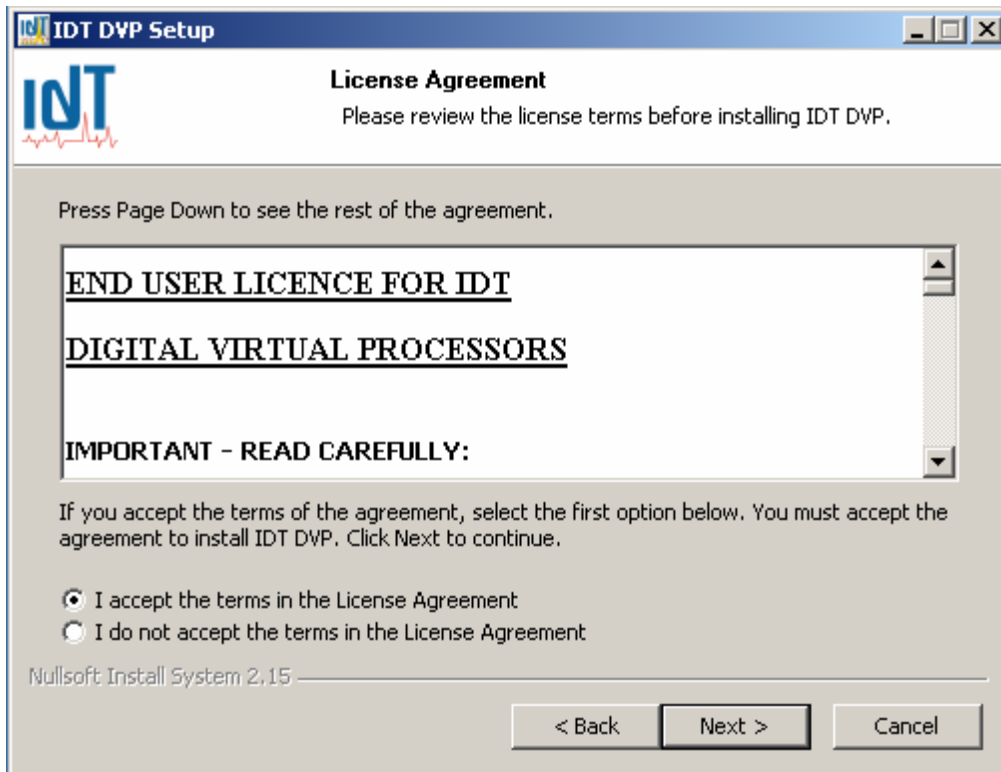 IDT DVP Setup
IDT
License Agreement
Please review the license terms before installing IDT DVP.
Press Page Down to see the rest of the agreement.
END USER LICENCE FOR IDT
DIGITAL VIRTUAL PROCESSORS
IMPORTANT - READ CAREFULLY:
If you accept the terms of the agreement, select the first option below. You must accept the
agreement to install IDT DVP. Click Next to continue.
I accept the terms in the License Agreement
I do not accept the terms in the License Agreement
Nullsoft Install System 2.15
< Back
Next >
Cancel